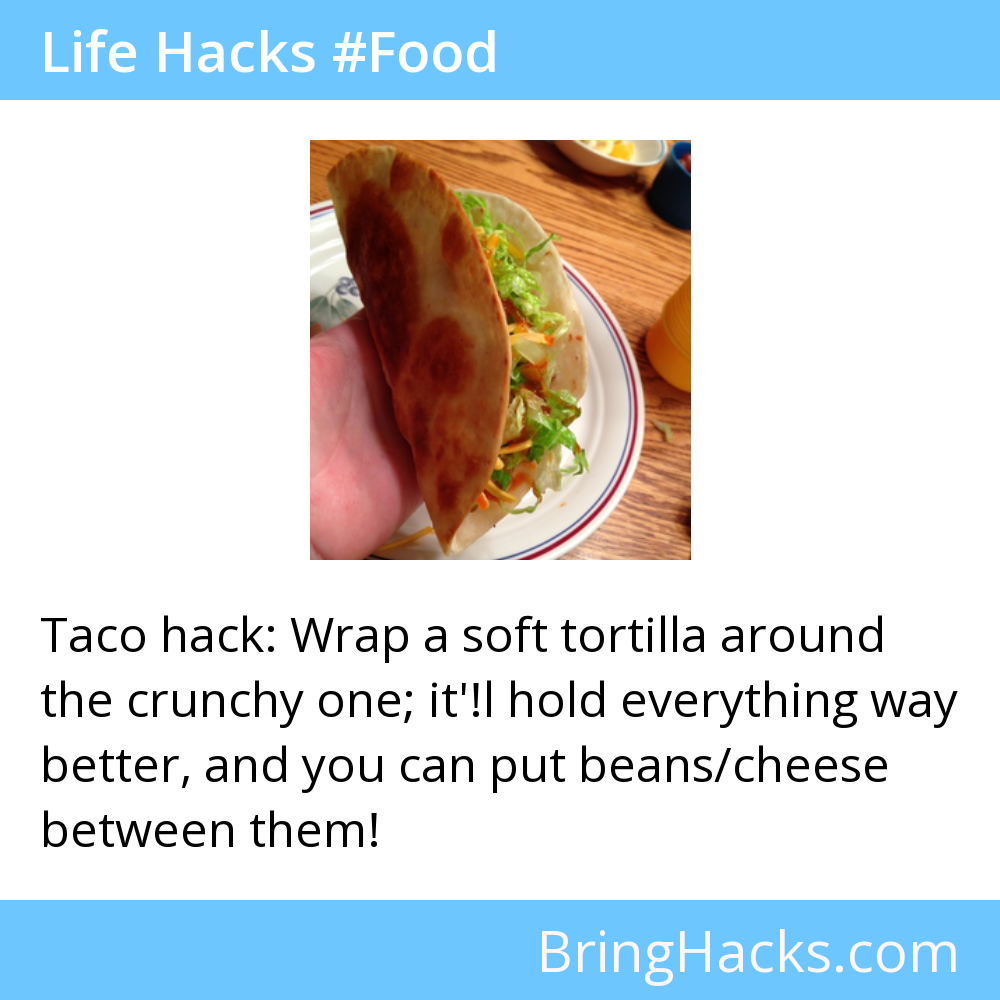 Life Hacks #Food
Taco hack: Wrap a soft tortilla around
the crunchy one; it'!l hold everything way
better, and you can put beans/cheese
between them!
BringHacks.com